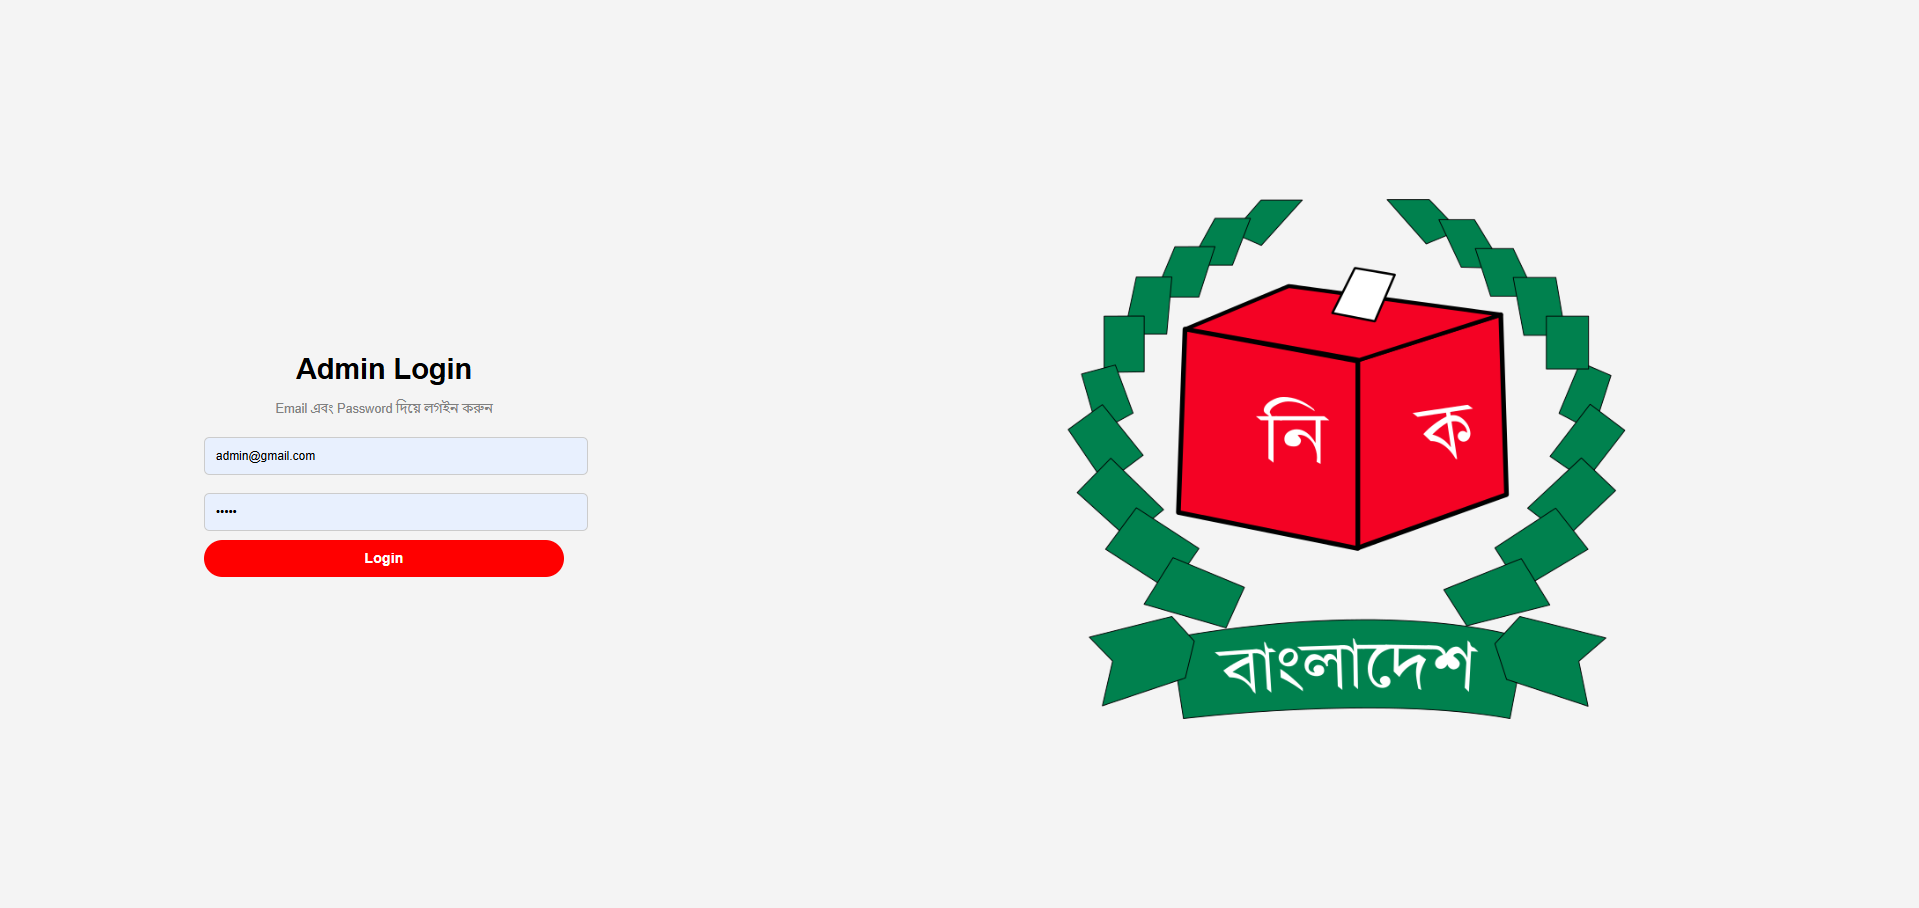 Admin Login
Email এবং Password দিয়ে লগইন করুন
admin@gmail.com
•••••
Login
নি ক
বাংলাদেশ